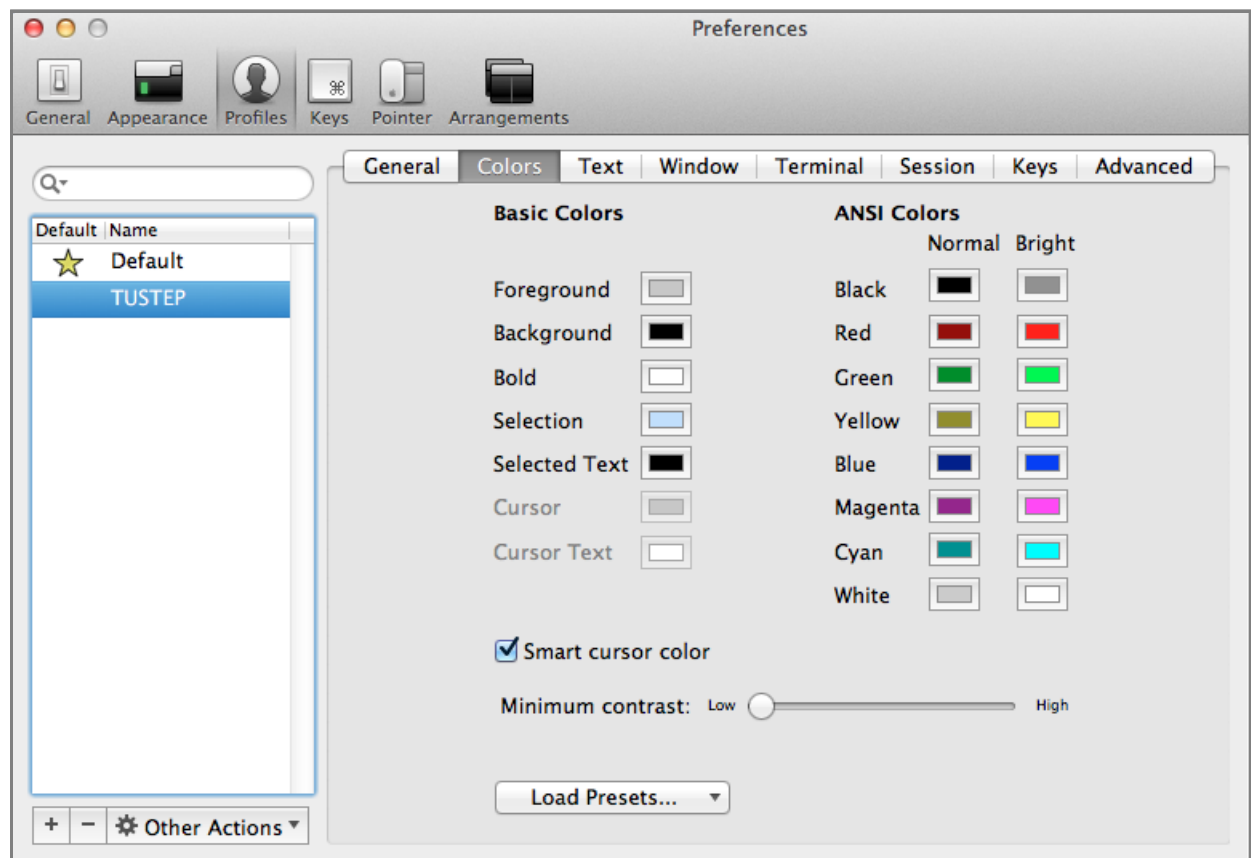 Preferences
General Appearance Profiles Keys Pointer Arrangements
General Colors Text Window Terminal Session Keys Advanced
Default Name
Default
TUSTEP
+ − Other Actions
Basic Colors
Foreground
Background
Bold
Selection
Selected Text
Cursor
Cursor Text
ANSI Colors
Normal Bright
Black
Red
Green
Yellow
Blue
Magenta
Cyan
White
Smart cursor color
Minimum contrast: Low High
Load Presets...